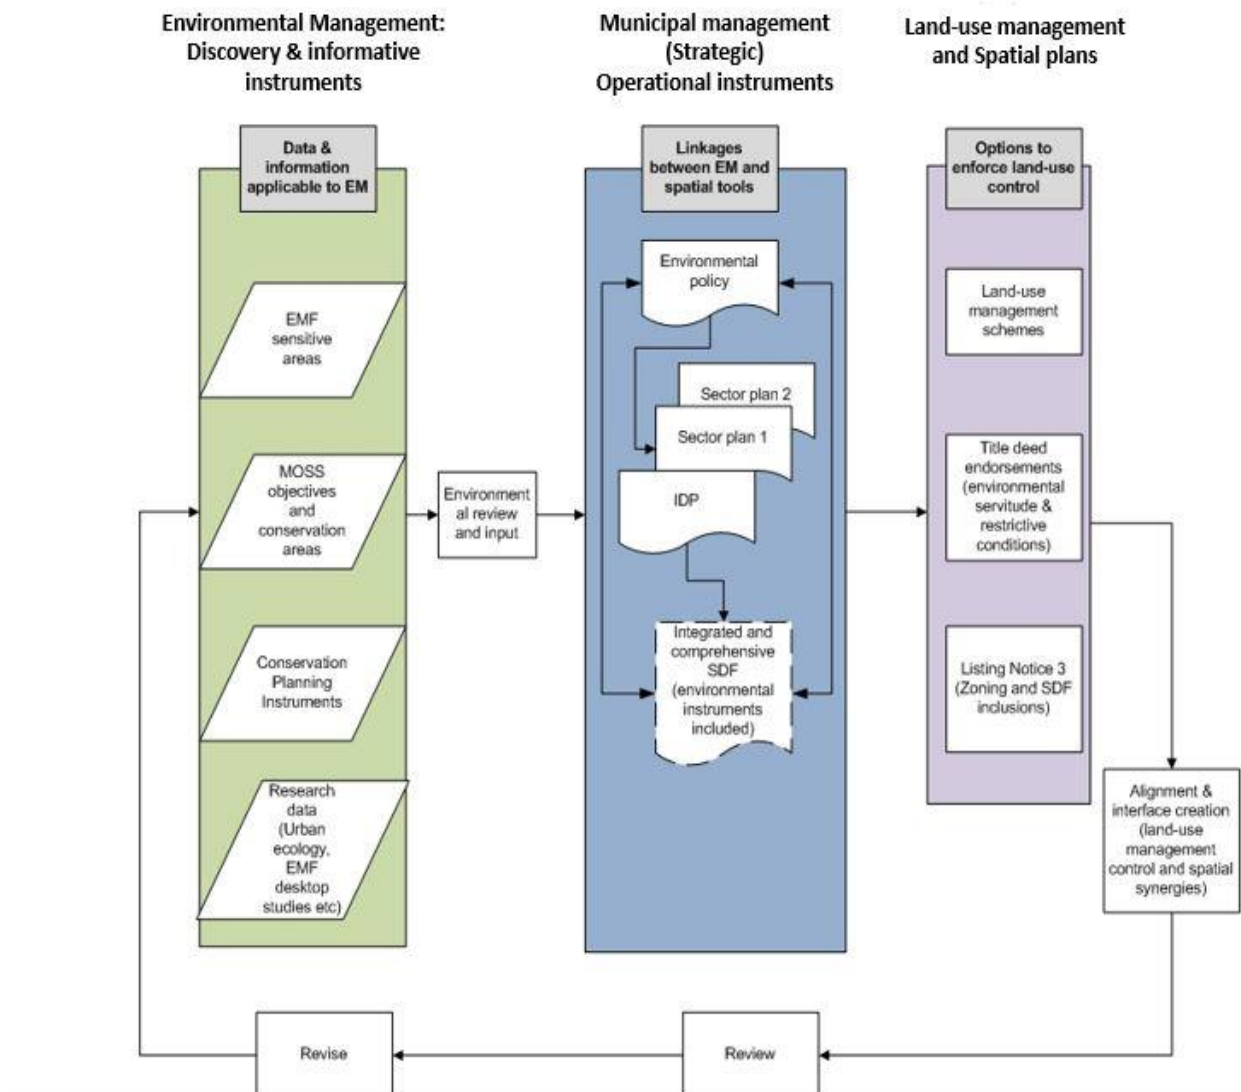 Environmental Management:
Discovery & informative
instruments
Municipal management
(Strategic)
Operational instruments
Land-use management
and Spatial plans
Data &
information
applicable to EM
Linkages
between EM and
spatial tools
Options to
enforce land-use
control
EMF
sensitive
areas
MOSS
objectives
and
conservation
areas
Conservation
Planning
Instruments
Research
data
(Urban
ecology,
EMF
desktop
studies etc)
Environment
al review
and input
Environmental
policy
Sector plan 2
Sector plan 1
IDP
Integrated and
comprehensive
SDF
(environmental
instruments
included)
Land-use
management
schemes
Title deed
endorsements
(environmental
servitude &
restrictive
conditions)
Listing Notice 3
(Zoning and SDF
inclusions)
Alignment &
interface creation
(land-use
management
control and spatial
synergies)
Revise
Review